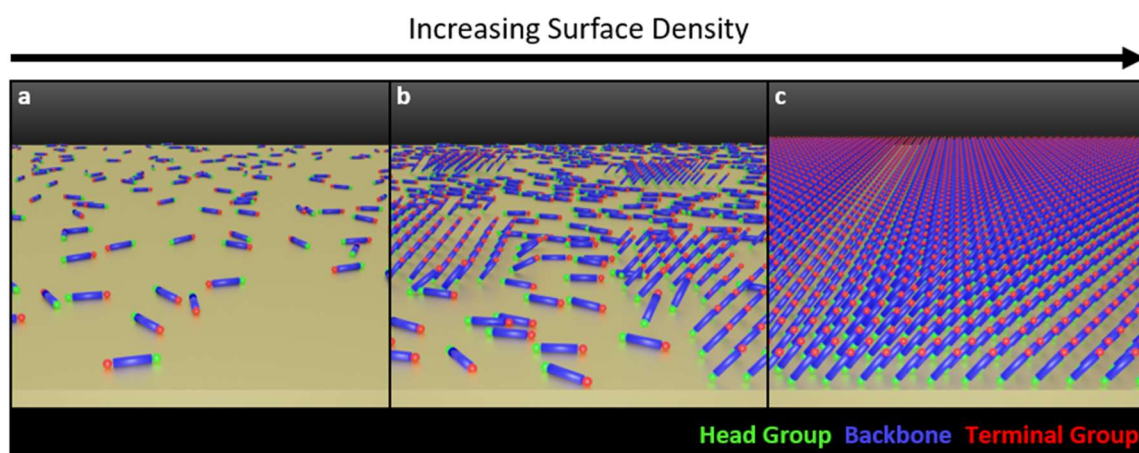 Increasing Surface Density
a
b
c
Head Group Backbone Terminal Group